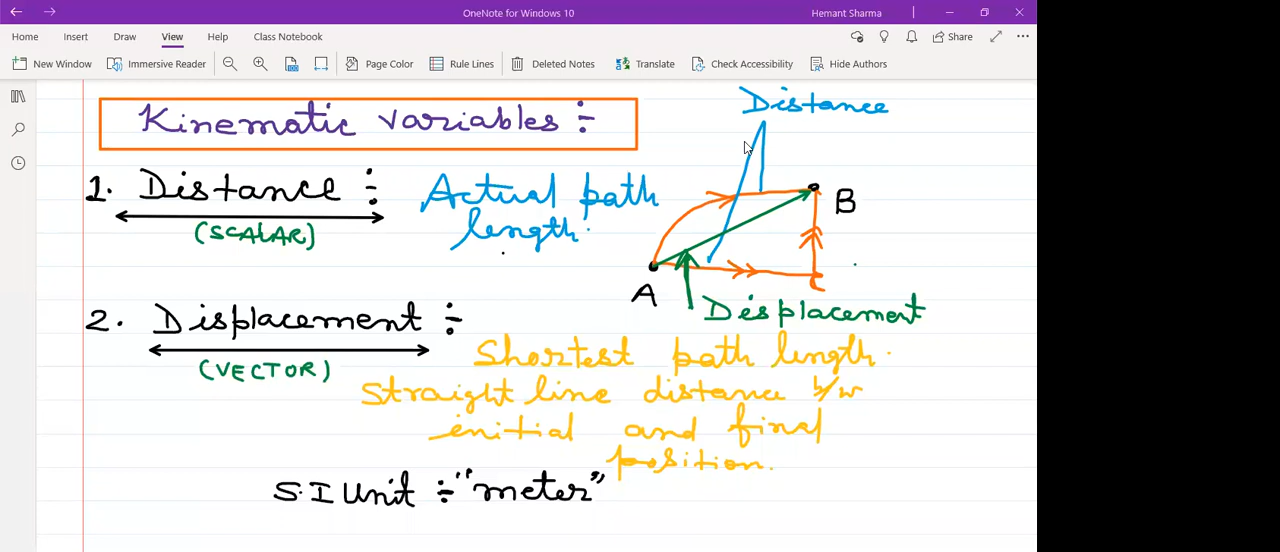 OneNote for Windows 10
Hemant Sharma
Home Insert Draw View Help Class Notebook
Share
New Window Immersive Reader Page Color Rule Lines Deleted Notes Translate Check Accessibility Hide Authors
Kinematic variables ÷
1. Distance ÷ Actual path
length.
(SCALAR)
Distance
A
B
Displacement
2. Displacement ÷
(VECTOR)
Shortest path length.
straight line distance b/w
initial and final
position.
S.I Unit ÷ "meter"